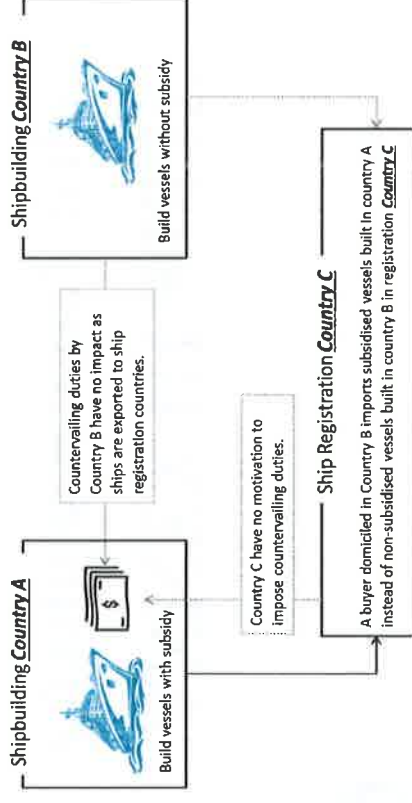 Shipbuilding Country A
$
Build vessels with subsidy
Countervailing duties by
Country B have no impact as
ships are exported to ship
registration countries.
Shipbuilding Country B
Build vessels without subsidy
Country C have no motivation to
impose countervailing duties.
Ship Registration Country C
A buyer domiciled in Country B imports subsidised vessels built in country A
instead of non-subsidised vessels built in country B in registration Country C